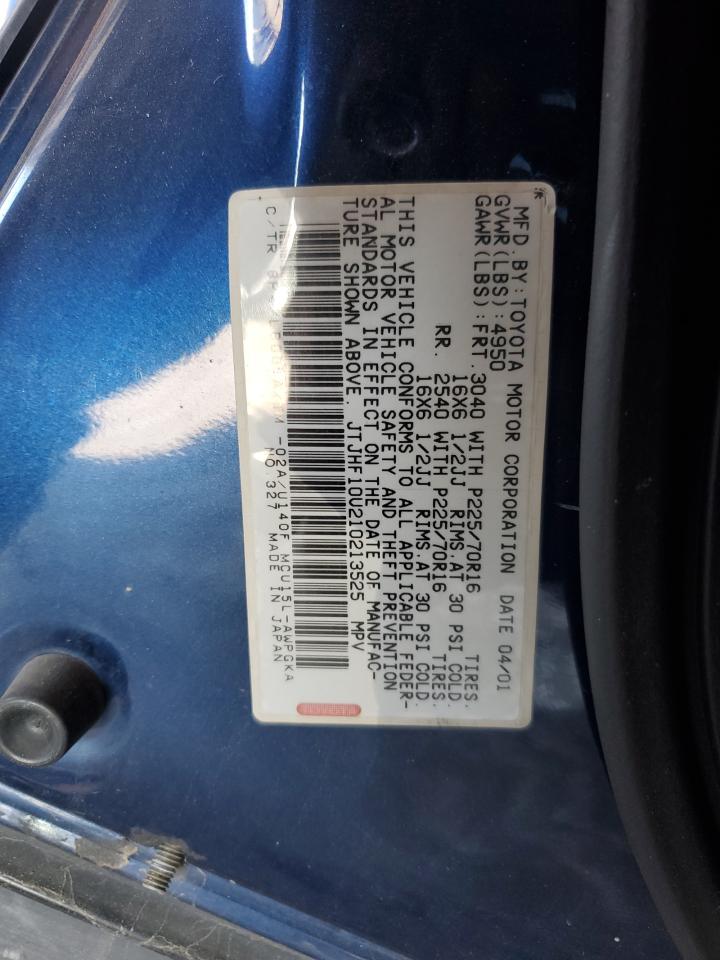 MFD. BY: TOYOTA MOTOR CORPORATION DATE 04/01
GVWR(LBS): 4950
GAWR(LBS): FRT. 3040 WITH P225/70R16 TIRES.
16X6 1/2JJ RIMS. AT 30 PSI COLD.
RR. 2540 WITH P225/70R16 TIRES.
16X6 1/2JJ RIMS. AT 30 PSI COLD.
THIS VEHICLE CONFORMS TO ALL APPLICABLE FEDER-
AL MOTOR VEHICLE SAFETY AND THEFT PREVENTION
STANDARDS IN EFFECT ON THE DATE OF MANUFAC-
TURE SHOWN ABOVE. JTJHF10U210213525 MPV
C/TR -02A/U140F MCU15L-AWPGKA
NO.327 MADE IN JAPAN